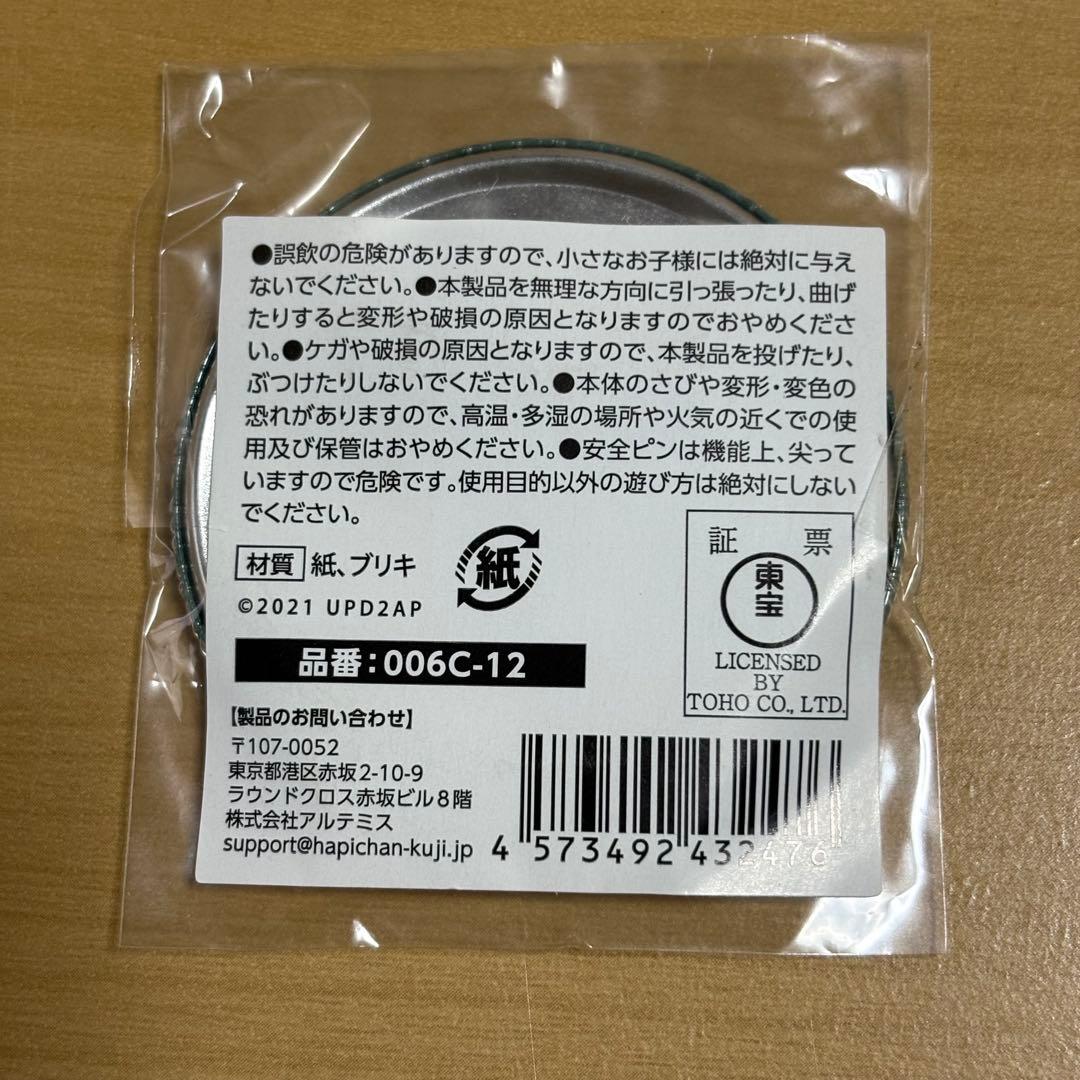 ●誤飲の危険がありますので、小さなお子様には絶対に与え
ないでください。●本製品を無理な方向に引っ張ったり、曲げ
たりすると変形や破損の原因となりますのでおやめくださ
い。●ケガや破損の原因となりますので、本製品を投げたり、
ぶつけたりしないでください。●本体のさびや変形・変色の
恐れがありますので、高温・多湿の場所や火気の近くでの使
用及び保管はおやめください。●安全ピンは機能上、尖って
いますので危険です。使用目的以外の遊び方は絶対にしない
でください。
材質 紙、ブリキ
紙
©2021 UPD2AP
品番：006C-12
証 票
東宝
LICENSED
BY
TOHO CO., LTD.
【製品のお問い合わせ】
〒107-0052
東京都港区赤坂2-10-9
ラウンドクロス赤坂ビル8階
株式会社アルテミス
support@hapichan-kuji.jp
4 573492 432476